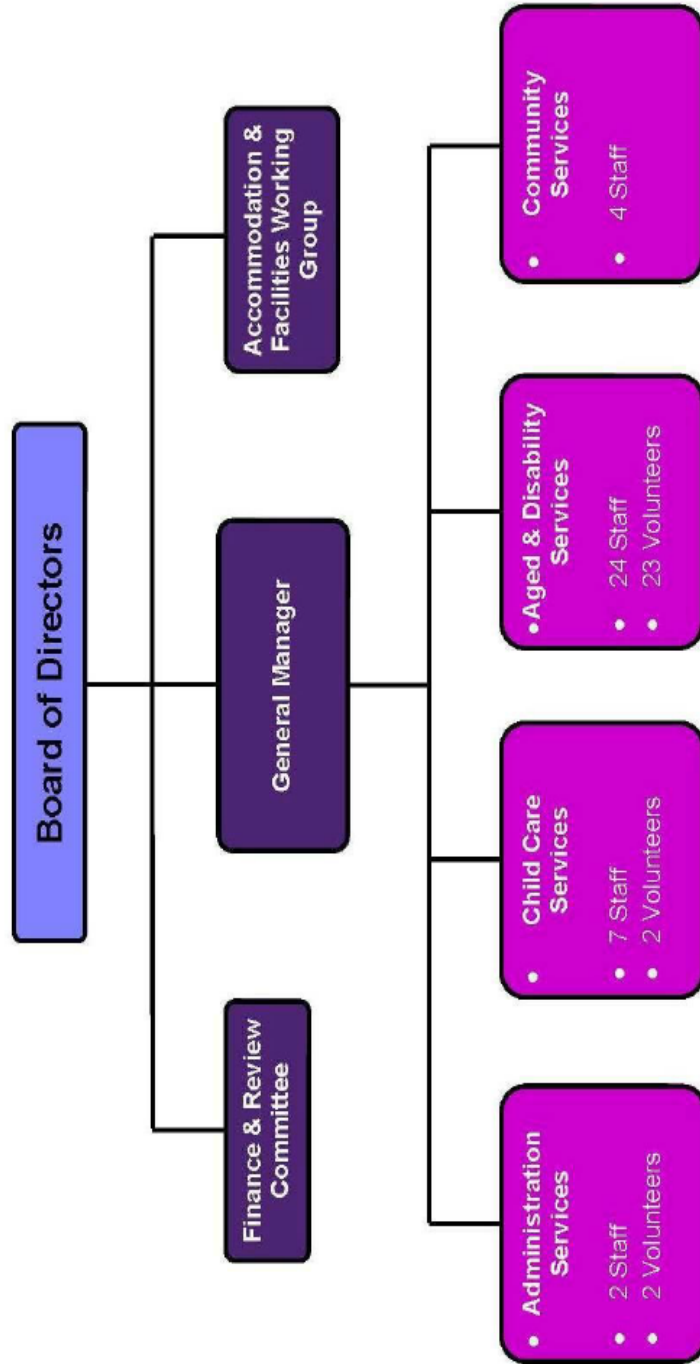 Board of Directors
Finance & Review
Committee
General Manager
Accommodation &
Facilities Working
Group
• Administration
Services
• 2 Staff
• 2 Volunteers
• Child Care
Services
• 7 Staff
• 2 Volunteers
•Aged & Disability
Services
• 24 Staff
• 23 Volunteers
• Community
Services
• 4 Staff